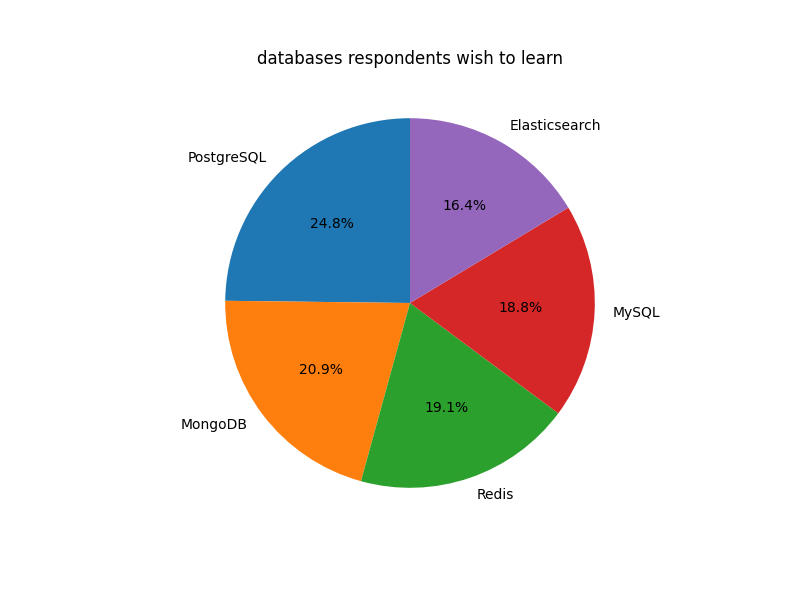 databases respondents wish to learn
Elasticsearch
PostgreSQL
16.4%
24.8%
18.8%
MySQL
20.9%
19.1%
MongoDB
Redis